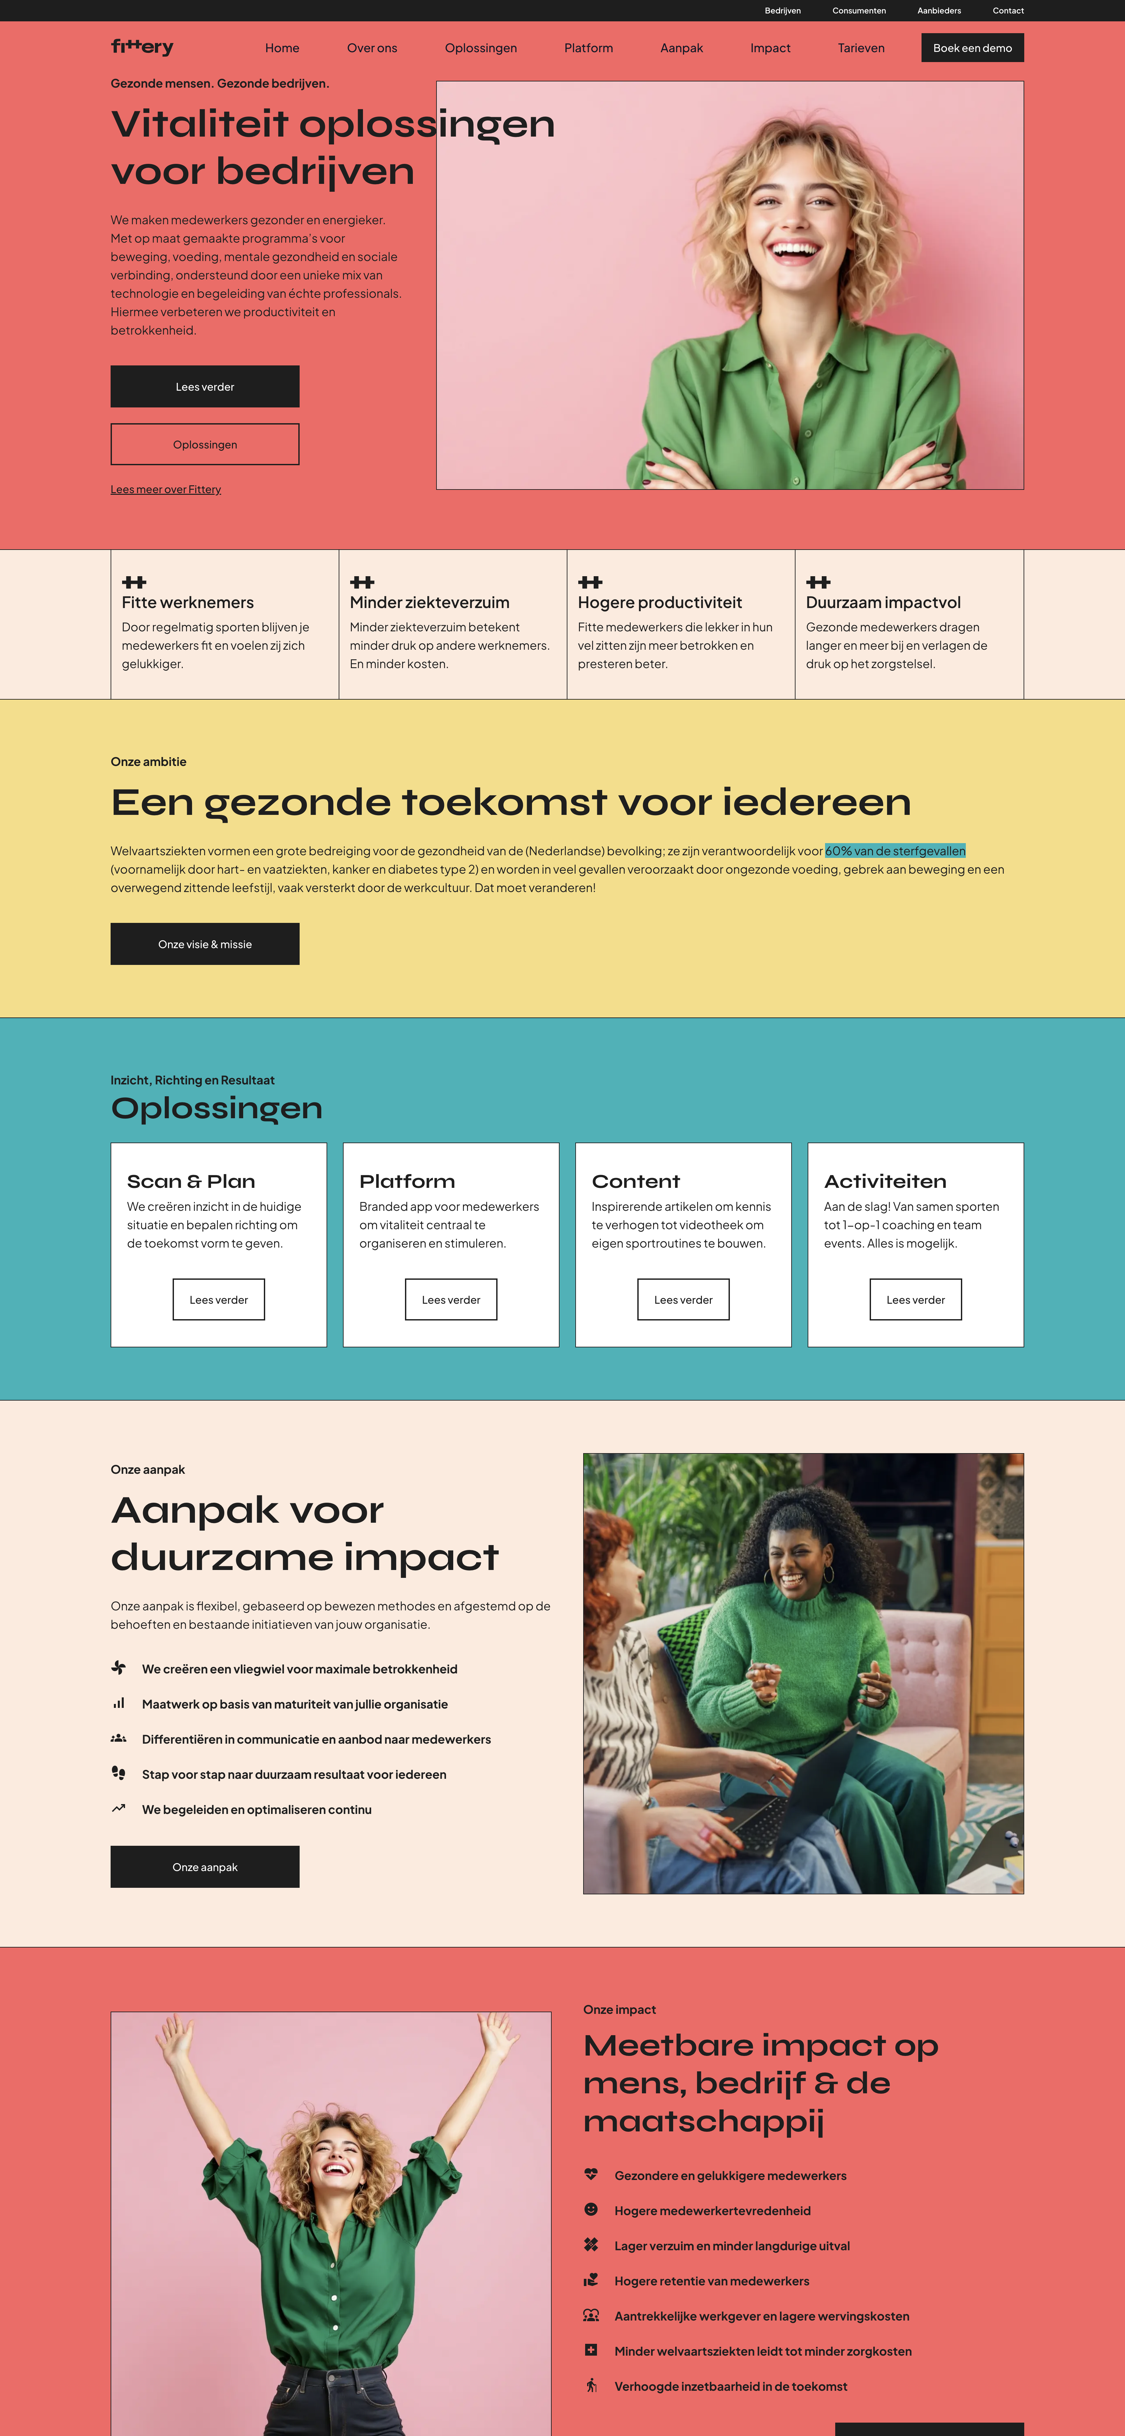 Bedrijven Consumenten Aanbieders Contact
fittery Home Over ons Oplossingen Platform Aanpak Impact Tarieven Boek een demo
Gezonde mensen. Gezonde bedrijven.
Vitaliteit oplossingen
voor bedrijven
We maken medewerkers gezonder en energieker.
Met op maat gemaakte programma's voor
beweging, voeding, mentale gezondheid en sociale
verbinding, ondersteund door een unieke mix van
technologie en begeleiding van échte professionals.
Hiermee verbeteren we productiviteit en
betrokkenheid.
Lees verder
Oplossingen
Lees meer over Fittery
Fitte werknemers
Door regelmatig sporten blijven je
medewerkers fit en voelen zij zich
gelukkiger.
Minder ziekteverzuim
Minder ziekteverzuim betekent
minder druk op andere werknemers.
En minder kosten.
Hogere productiviteit
Fitte medewerkers die lekker in hun
vel zitten zijn meer betrokken en
presteren beter.
Duurzaam impactvol
Gezonde medewerkers dragen
langer en meer bij en verlagen de
druk op het zorgstelsel.
Onze ambitie
Een gezonde toekomst voor iedereen
Welvaartsziekten vormen een grote bedreiging voor de gezondheid van de (Nederlandse) bevolking; ze zijn verantwoordelijk voor 60% van de sterfgevallen
(voornamelijk door hart- en vaatziekten, kanker en diabetes type 2) en worden in veel gevallen veroorzaakt door ongezonde voeding, gebrek aan beweging en een
overwegend zittende leefstijl, vaak versterkt door de werkcultuur. Dat moet veranderen!
Onze visie & missie
Inzicht, Richting en Resultaat
Oplossingen
Scan & Plan
We creëren inzicht in de huidige
situatie en bepalen richting om
de toekomst vorm te geven.
Lees verder
Platform
Branded app voor medewerkers
om vitaliteit centraal te
organiseren en stimuleren.
Lees verder
Content
Inspirerende artikelen om kennis
te verhogen tot videotheek om
eigen sportroutines te bouwen.
Lees verder
Activiteiten
Aan de slag! Van samen sporten
tot 1-op-1 coaching en team
events. Alles is mogelijk.
Lees verder
Onze aanpak
Aanpak voor
duurzame impact
Onze aanpak is flexibel, gebaseerd op bewezen methodes en afgestemd op de
behoeften en bestaande initiatieven van jouw organisatie.
We creëren een vliegwiel voor maximale betrokkenheid
Maatwerk op basis van maturiteit van jullie organisatie
Differentiëren in communicatie en aanbod naar medewerkers
Stap voor stap naar duurzaam resultaat voor iedereen
We begeleiden en optimaliseren continu
Onze aanpak
Onze impact
Meetbare impact op
mens, bedrijf & de
maatschappij
Gezondere en gelukkigere medewerkers
Hogere medewerkertevredenheid
Lager verzuim en minder langdurige uitval
Hogere retentie van medewerkers
Aantrekkelijke werkgever en lagere wervingskosten
Minder welvaartsziekten leidt tot minder zorgkosten
Verhoogde inzetbaarheid in de toekomst